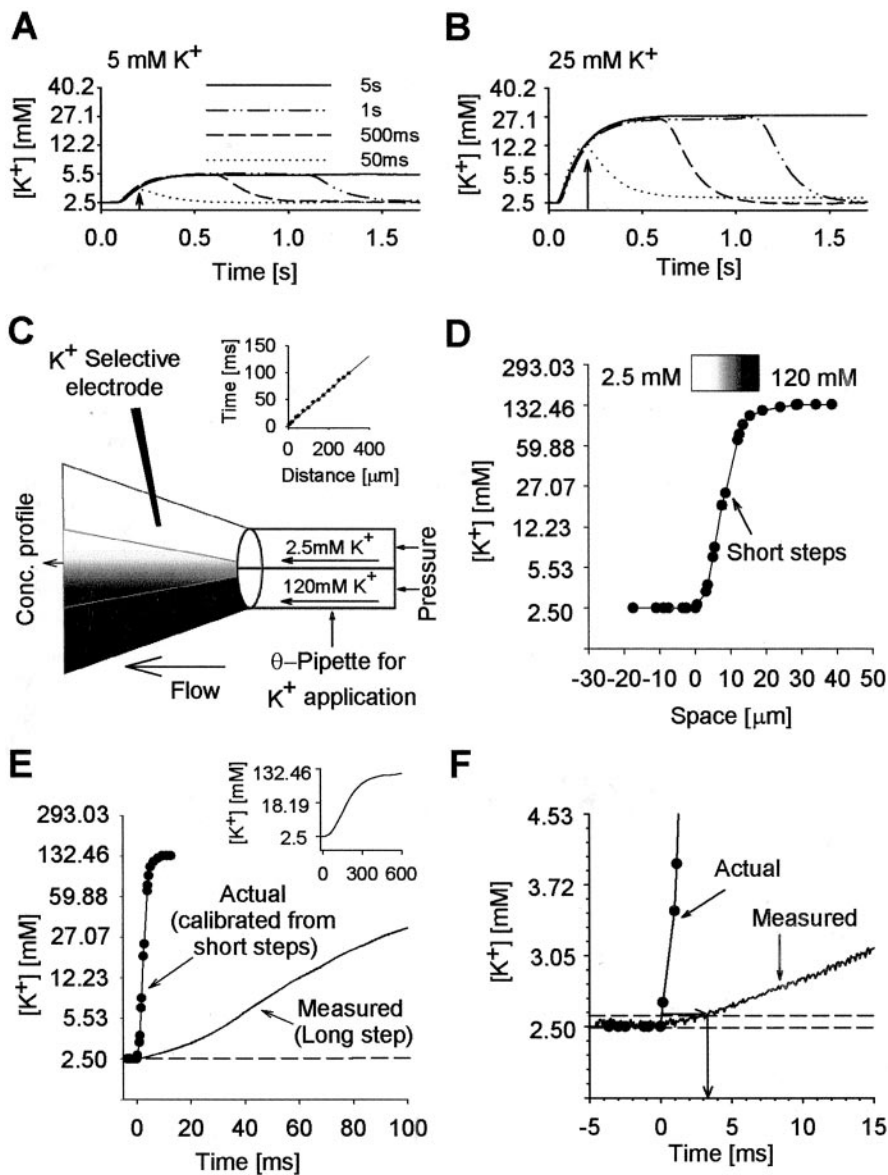 A
5 mM K+
[K+] [mM]
40.2
27.1
12.2
5.5
2.5
5s
1s
500ms
50ms
0.0 0.5 1.0 1.5
Time [s]
B
25 mM K+
[K+] [mM]
40.2
27.1
12.2
5.5
2.5
0.0 0.5 1.0 1.5
Time [s]
C
K+ Selective
electrode
Time [ms]
150
100
50
0
0 200 400
Distance [μm]
Conc. profile
2.5mM K+
120mM K+
Pressure
θ–Pipette for
K+ application
Flow
D
2.5 mM 120 mM
[K+] [mM]
293.03
132.46
59.88
27.07
12.23
5.53
2.50
Short steps
-30 -20 -10 0 10 20 30 40 50
Space [μm]
E
[K+] [mM]
293.03
132.46
59.88
27.07
12.23
5.53
2.50
[K+] [mM]
132.46
18.19
2.5
0 300 600
Actual
(calibrated from
short steps)
Measured
(Long step)
0 20 40 60 80 100
Time [ms]
F
[K+] [mM]
4.53
3.72
3.05
2.50
Actual
Measured
-5 0 5 10 15
Time [ms]